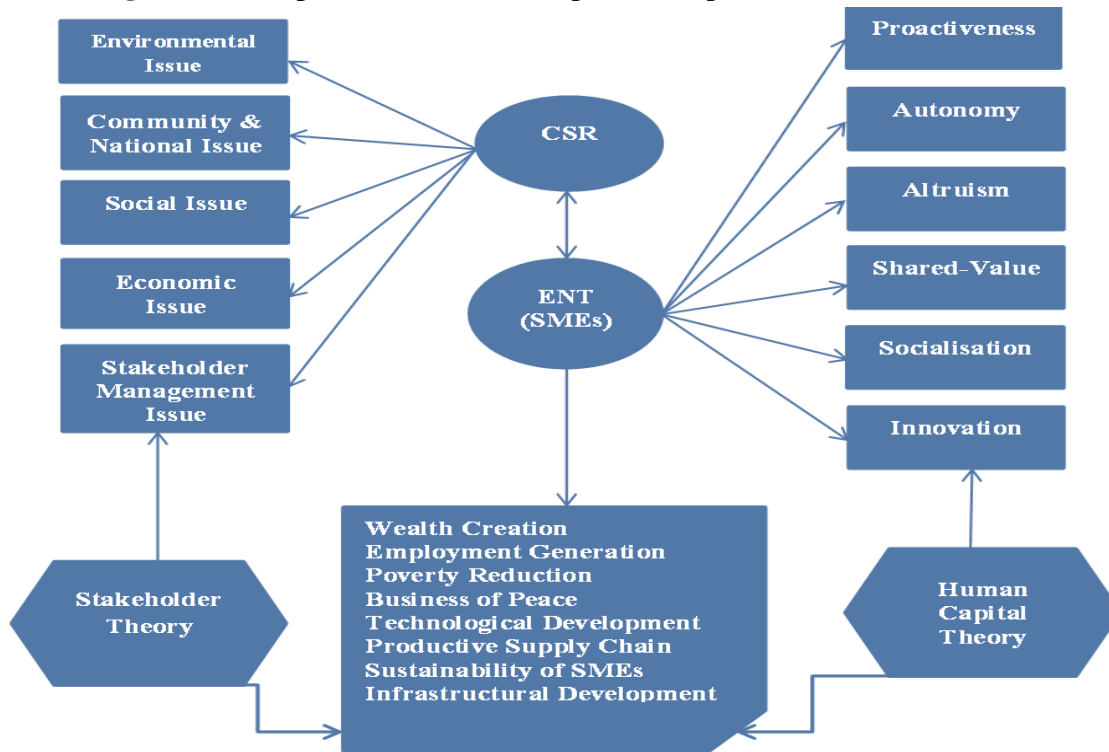 Environmental
Issue
Community &
National Issue
Social Issue
Economic
Issue
Stakeholder
Management
Issue
CSR
ENT
(SMEs)
Proactiveness
Autonomy
Altruism
Shared-Value
Socialisation
Innovation
Stakeholder
Theory
Wealth Creation
Employment Generation
Poverty Reduction
Business of Peace
Technological Development
Productive Supply Chain
Sustainability of SMEs
Infrastructural Development
Human
Capital
Theory